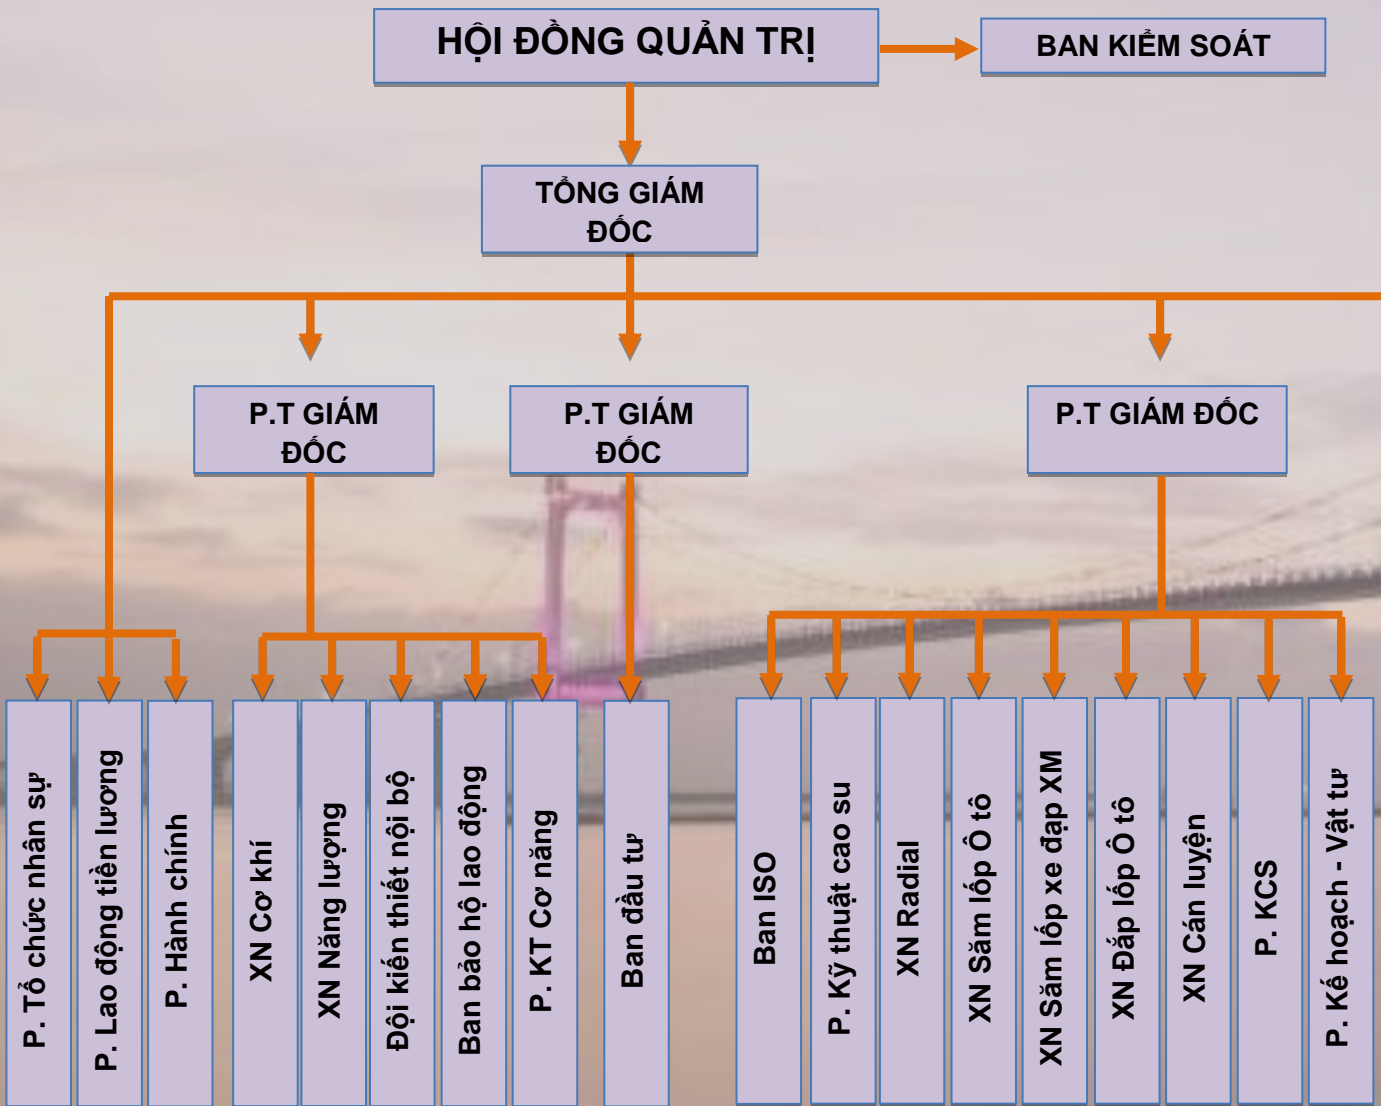 HỘI ĐỒNG QUẢN TRỊ
BAN KIỂM SOÁT
TỔNG GIÁM
ĐỐC
P.T GIÁM
ĐỐC
P.T GIÁM
ĐỐC
P.T GIÁM ĐỐC
P. Tổ chức nhân sự
P. Lao động tiền lương
P. Hành chính
XN Cơ khí
XN Năng lượng
Đội kiến thiết nội bộ
Ban bảo hộ lao động
P. KT Cơ năng
Ban đầu tư
Ban ISO
P. Kỹ thuật cao su
XN Radial
XN Săm lốp Ô tô
XN Săm lốp xe đạp XM
XN Đắp lốp Ô tô
XN Cán luyện
P. KCS
P. Kế hoạch - Vật tư